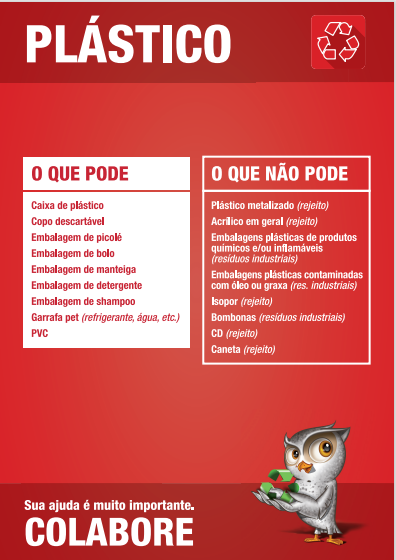 PLÁSTICO
O QUE PODE
Caixa de plástico
Copo descartável
Embalagem de picolé
Embalagem de bolo
Embalagem de manteiga
Embalagem de detergente
Embalagem de shampoo
Garrafa pet (refrigerante, água, etc.)
PVC
O QUE NÃO PODE
Plástico metalizado (rejeito)
Acrílico em geral (rejeito)
Embalagens plásticas de produtos
químicos e/ou inflamáveis
(resíduos industriais)
Embalagens plásticas contaminadas
com óleo ou graxa (res. industriais)
Isopor (rejeito)
Bombonas (resíduos industriais)
CD (rejeito)
Caneta (rejeito)
Sua ajuda é muito importante.
COLABORE